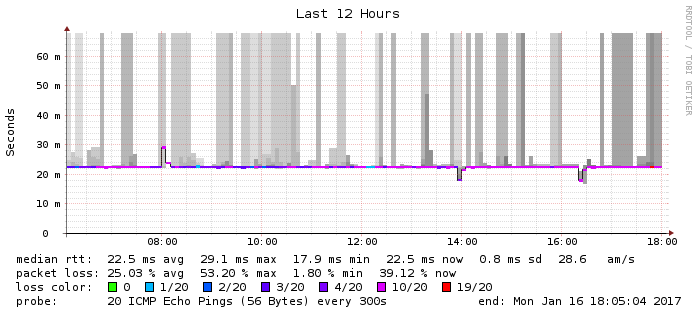 Last 12 Hours
RRDTOOL / TOBI OETIKER
Seconds
60 m
50 m
40 m
30 m
20 m
10 m
0
08:00 10:00 12:00 14:00 16:00 18:00
median rtt: 22.5 ms avg 29.1 ms max 17.9 ms min 22.5 ms now 0.8 ms sd 28.6 am/s
packet loss: 25.03 % avg 53.20 % max 1.80 % min 39.12 % now
loss color: 0 1/20 2/20 3/20 4/20 10/20 19/20
probe: 20 ICMP Echo Pings (56 Bytes) every 300s end: Mon Jan 16 18:05:04 2017